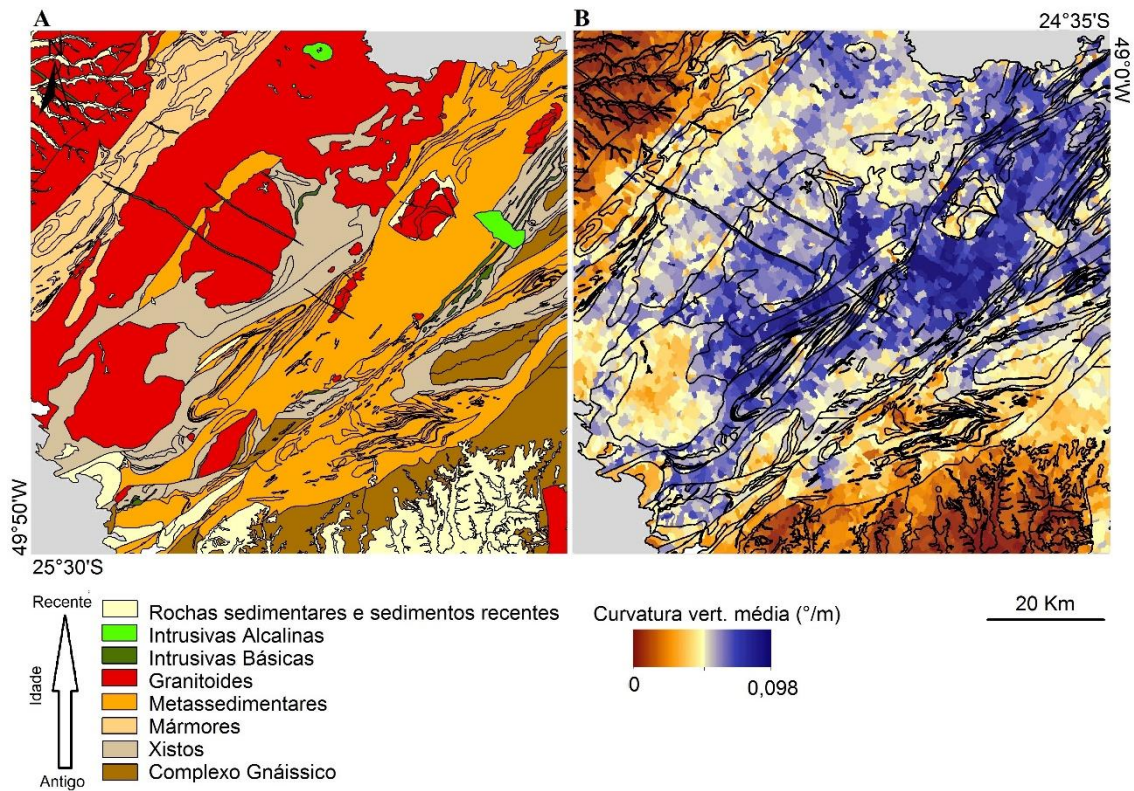 A
B
24°35'S
49°0'W
N
49°50'W
25°30'S
Recente
Idade
Antigo
Rochas sedimentares e sedimentos recentes
Intrusivas Alcalinas
Intrusivas Básicas
Granitoides
Metassedimentares
Mármores
Xistos
Complexo Gnáissico
Curvatura vert. média (°/m)
0
0,098
20 Km